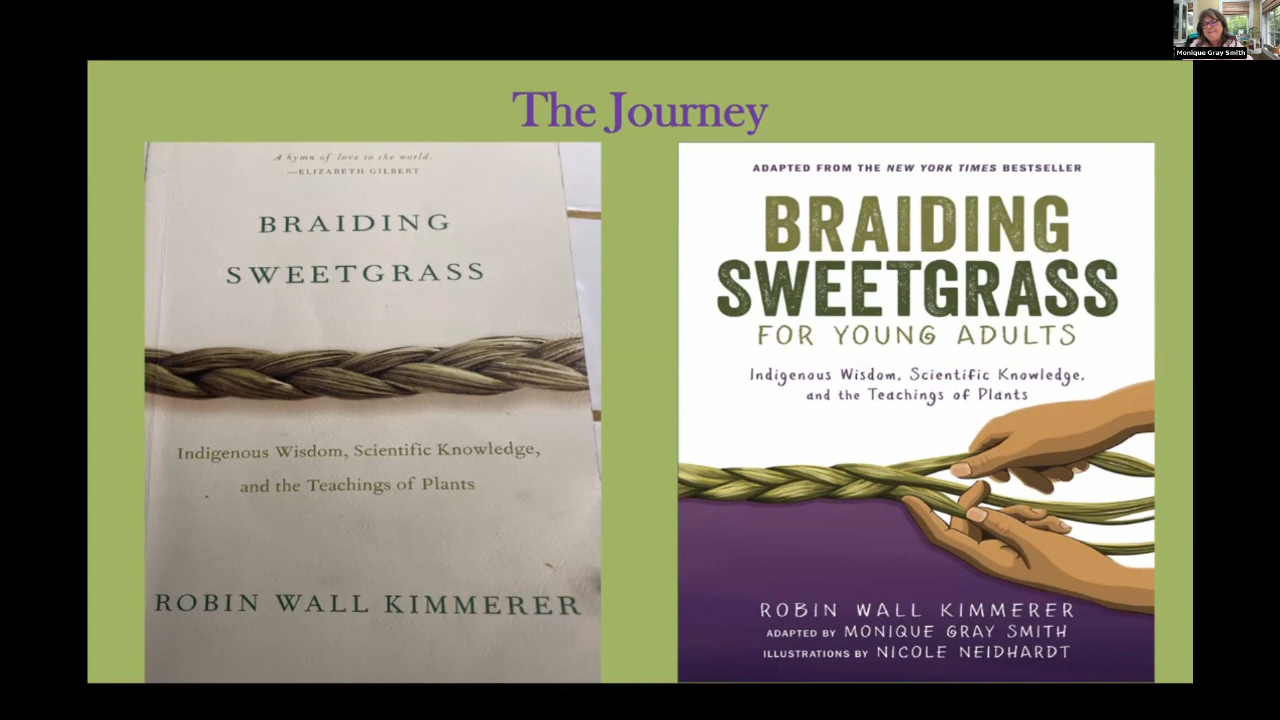 Monique Gray Smith
The Journey
A hymn of love to the world.
—ELIZABETH GILBERT
BRAIDING
SWEETGRASS
Indigenous Wisdom, Scientific Knowledge,
and the Teachings of Plants
ROBIN WALL KIMMERER
ADAPTED FROM THE NEW YORK TIMES BESTSELLER
BRAIDING
SWEETGRASS
FOR YOUNG ADULTS
Indigenous Wisdom, Scientific Knowledge,
and the Teachings of Plants
ROBIN WALL KIMMERER
ADAPTED BY MONIQUE GRAY SMITH
ILLUSTRATIONS BY NICOLE NEIDHARDT